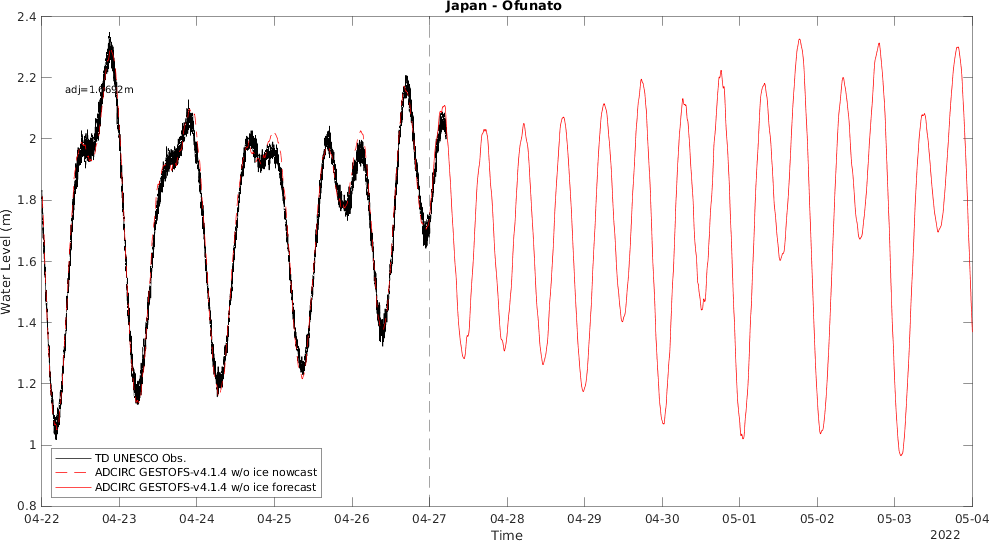 Japan - Ofunato
2.4
2.2
2
1.8
1.6
1.4
1.2
1
0.8
Water Level (m)
adj=1.6692m
TD UNESCO Obs.
ADCIRC GESTOFS-v4.1.4 w/o ice nowcast
ADCIRC GESTOFS-v4.1.4 w/o ice forecast
04-22 04-23 04-24 04-25 04-26 04-27 04-28 04-29 04-30 05-01 05-02 05-03 05-04
Time
2022